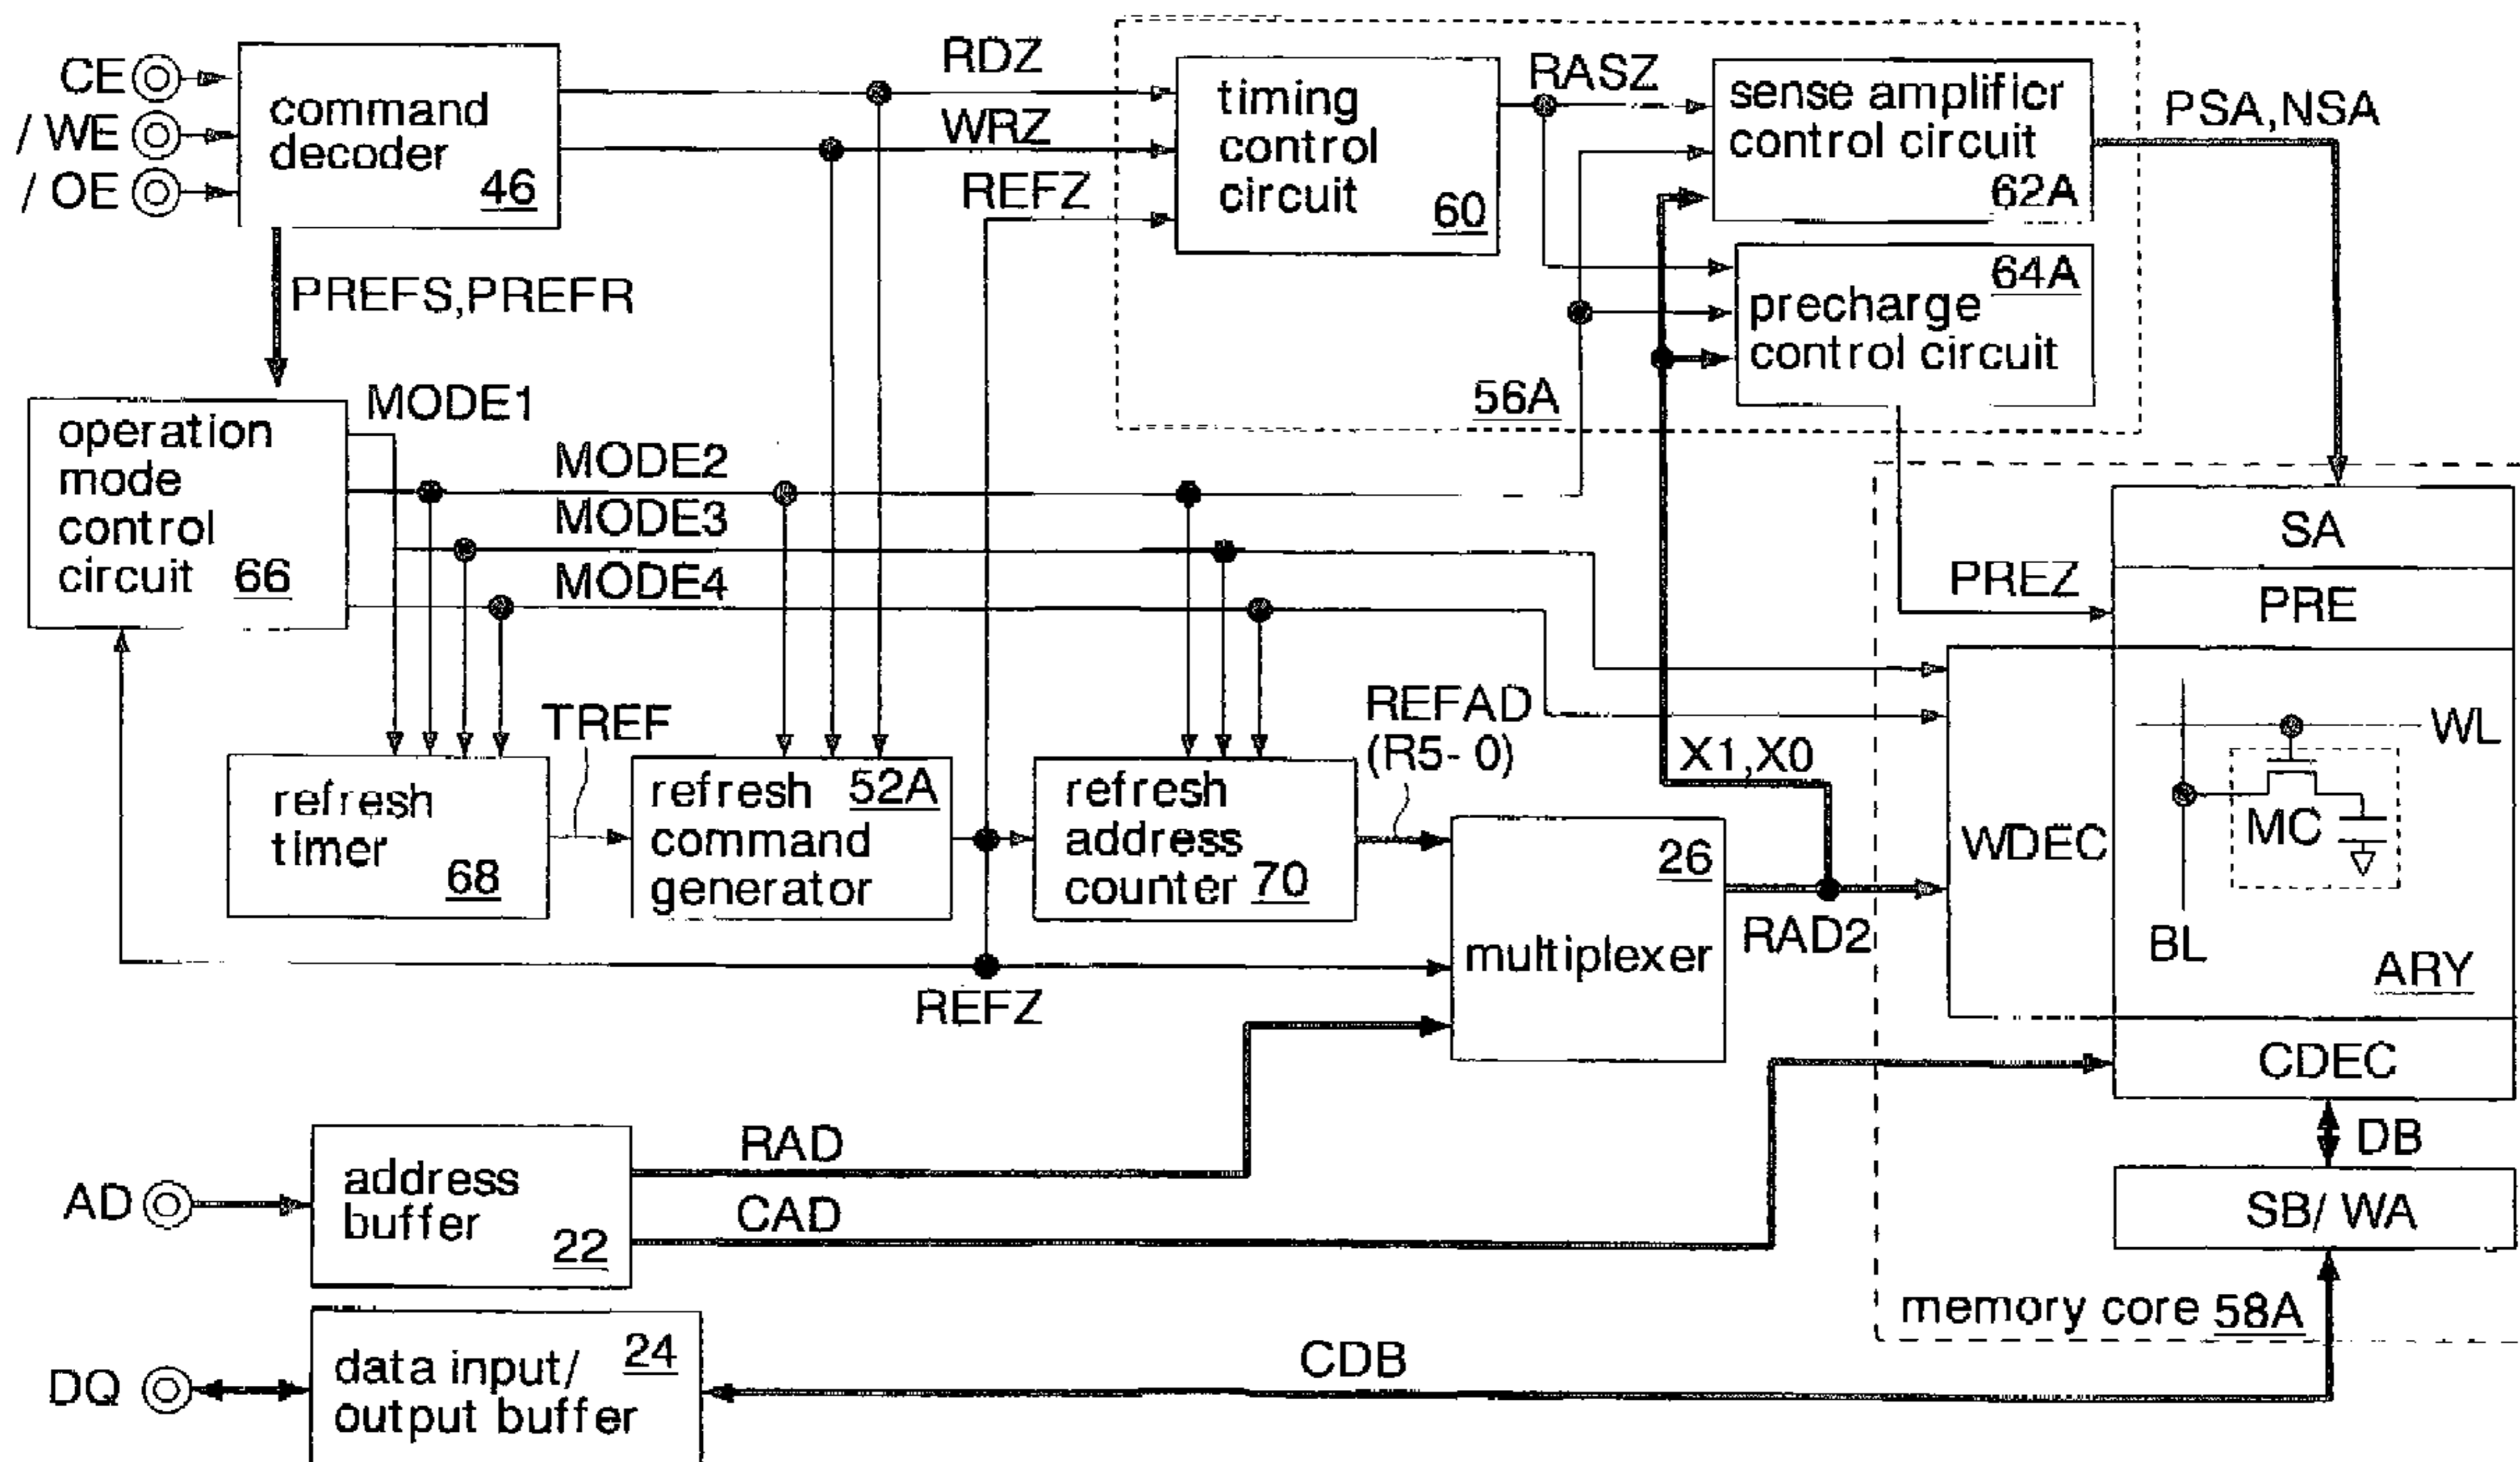 CE
/ WE
/ OE
command
decoder
46
RDZ
WRZ
REFZ
timing
control
circuit
60
RASZ
sense amplificr
control circuit
62A
PSA,NSA
64A
precharge
control circuit
56A
PREFS,PREFR
operation
mode
control
circuit 66
MODE1
MODE2
MODE3
MODE4
SA
PREZ
PRE
TREF
REFAD
(R5- 0)
X1,X0
WL
refresh
timer
68
refresh 52A
command
generator
refresh
address
counter 70
26
multiplexer
RAD2
WDEC
MC
BL
ARY
REFZ
CDEC
DB
RAD
CAD
AD
address
buffer
22
SB/ WA
memory core 58A
DQ
24
data input/
output buffer
CDB